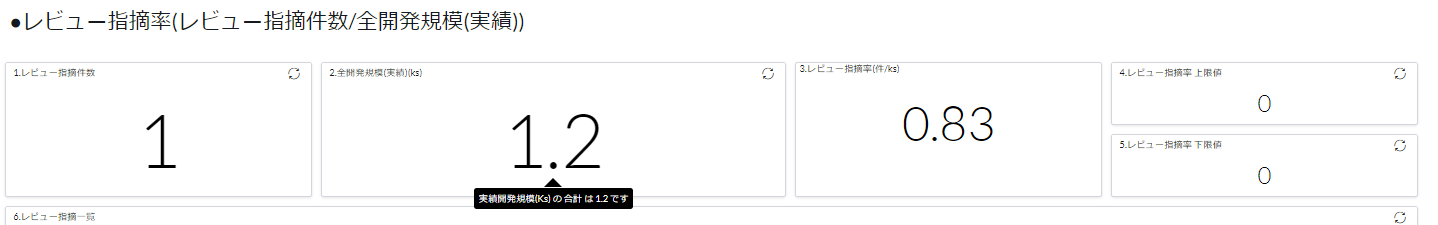 ●レビュー指摘率(レビュー指摘件数/全開発規模(実績))
1.レビュー指摘件数
1
2.全開発規模(実績)(ks)
1.2
実績開発規模(Ks) の 合計 は 1.2 です
3.レビュー指摘率(件/ks)
0.83
4.レビュー指摘率 上限値
0
5.レビュー指摘率 下限値
0
6.レビュー指摘一覧